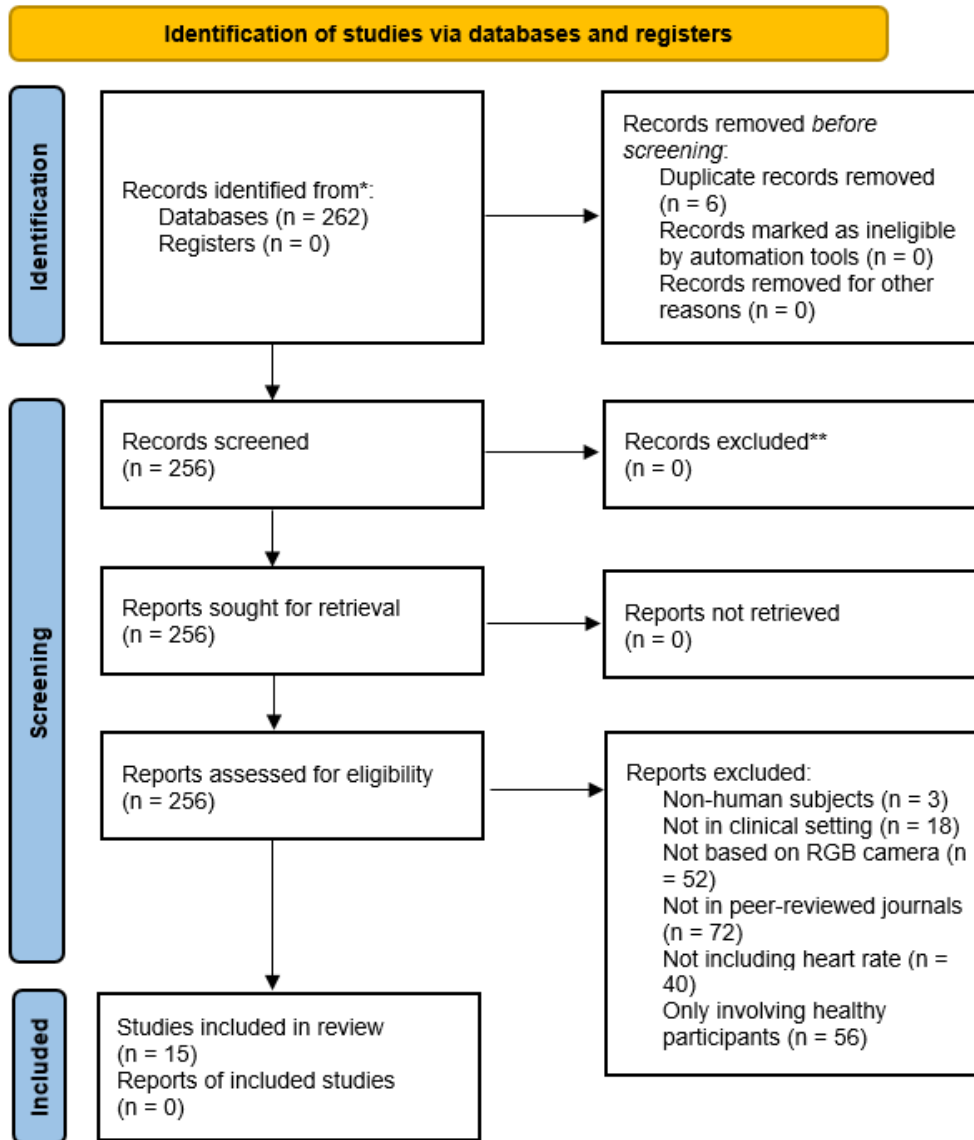 Identification of studies via databases and registers
Identification
Records identified from*:
Databases (n = 262)
Registers (n = 0)
Records removed before
screening:
Duplicate records removed
(n = 6)
Records marked as ineligible
by automation tools (n = 0)
Records removed for other
reasons (n = 0)
Screening
Records screened
(n = 256)
Records excluded**
(n = 0)
Reports sought for retrieval
(n = 256)
Reports not retrieved
(n = 0)
Reports assessed for eligibility
(n = 256)
Reports excluded:
Non-human subjects (n = 3)
Not in clinical setting (n = 18)
Not based on RGB camera (n
= 52)
Not in peer-reviewed journals
(n = 72)
Not including heart rate (n =
40)
Only involving healthy
participants (n = 56)
Included
Studies included in review
(n = 15)
Reports of included studies
(n = 0)